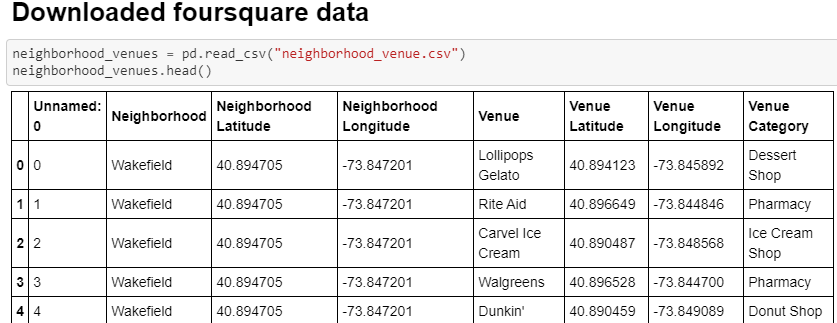 Downloaded foursquare data
neighborhood_venues = pd.read_csv("neighborhood_venue.csv")
neighborhood_venues.head()
Unnamed: 0 Neighborhood Neighborhood Latitude Neighborhood Longitude Venue Venue Latitude Venue Longitude Venue Category
0 0 Wakefield 40.894705 -73.847201 Lollipops Gelato 40.894123 -73.845892 Dessert Shop
1 1 Wakefield 40.894705 -73.847201 Rite Aid 40.896649 -73.844846 Pharmacy
2 2 Wakefield 40.894705 -73.847201 Carvel Ice Cream 40.890487 -73.848568 Ice Cream Shop
3 3 Wakefield 40.894705 -73.847201 Walgreens 40.896528 -73.844700 Pharmacy
4 4 Wakefield 40.894705 -73.847201 Dunkin' 40.890459 -73.849089 Donut Shop